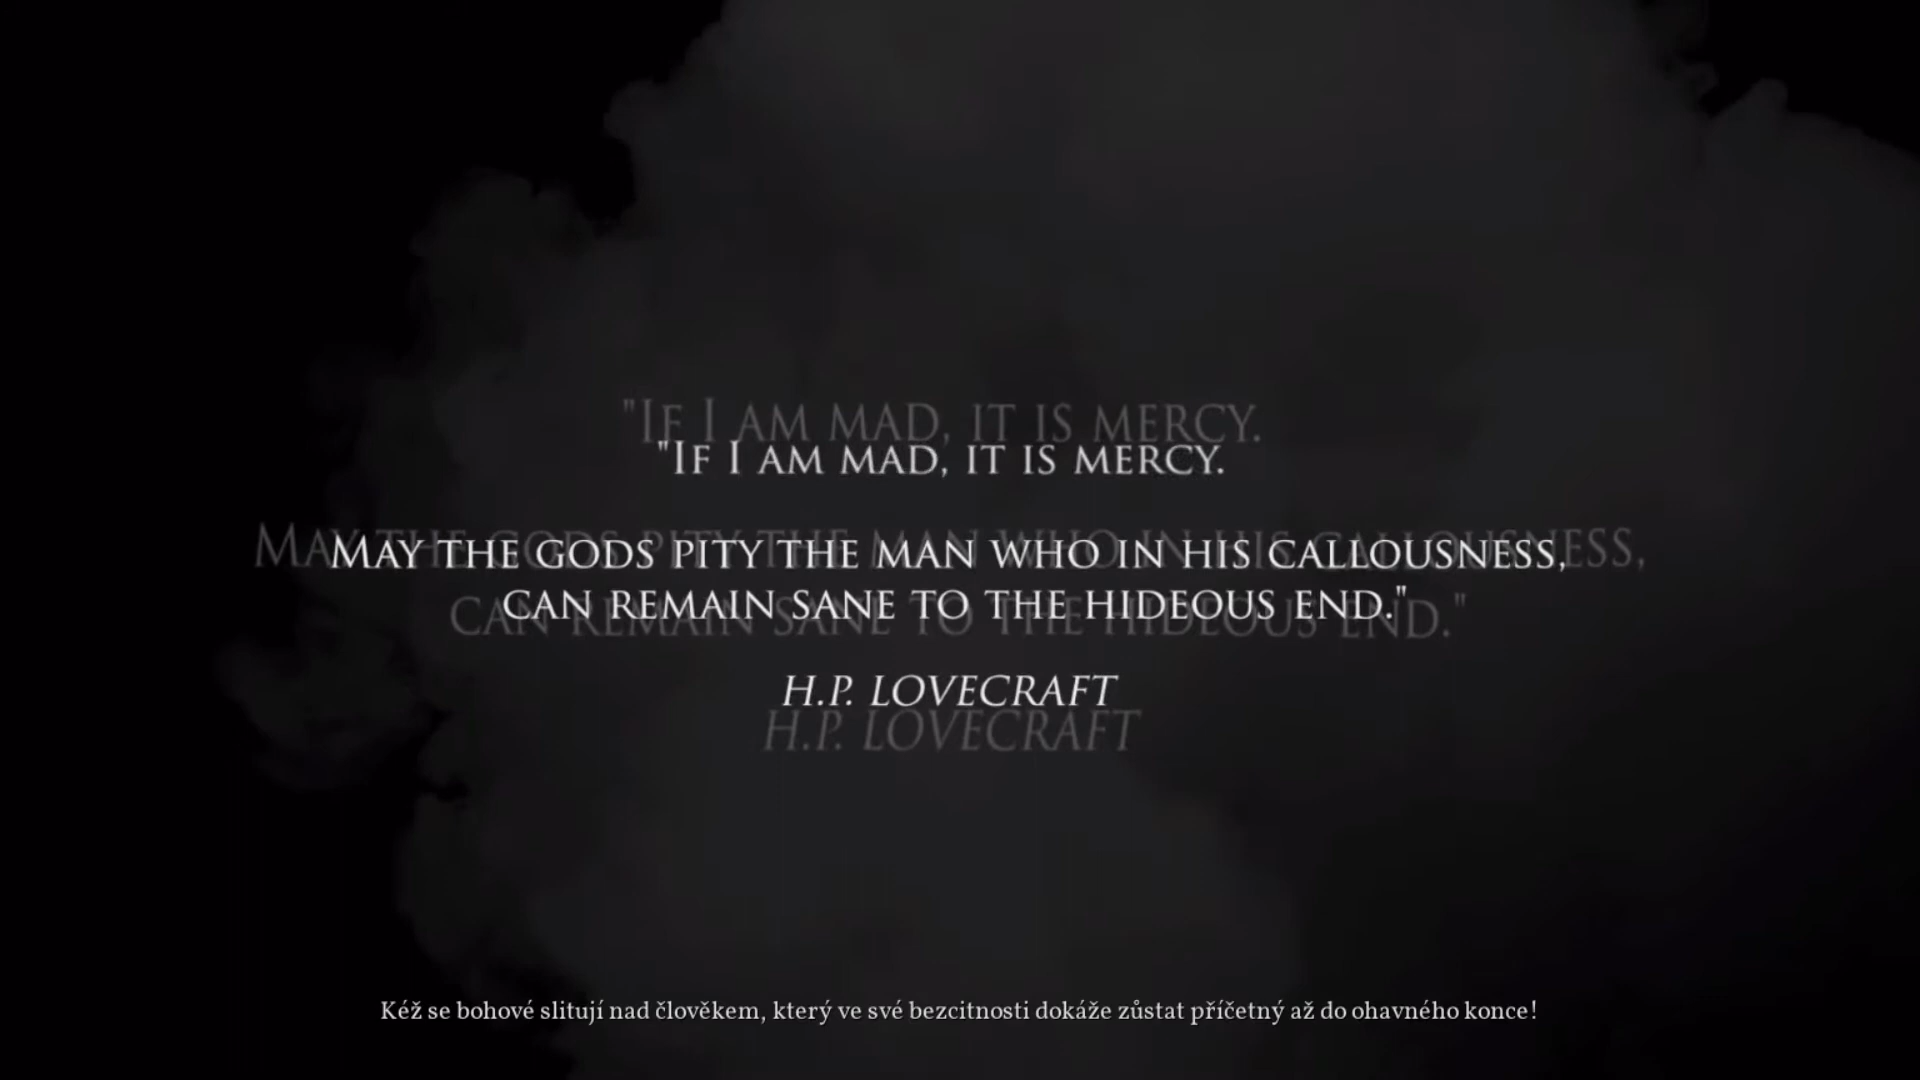 "If I am mad, it is mercy.
May the gods pity the man who in his callousness,
can remain sane to the hideous end."
H.P. Lovecraft
Kéž se bohové slitují nad člověkem, který ve své bezcitnosti dokáže zůstat příčetný až do ohavného konce!